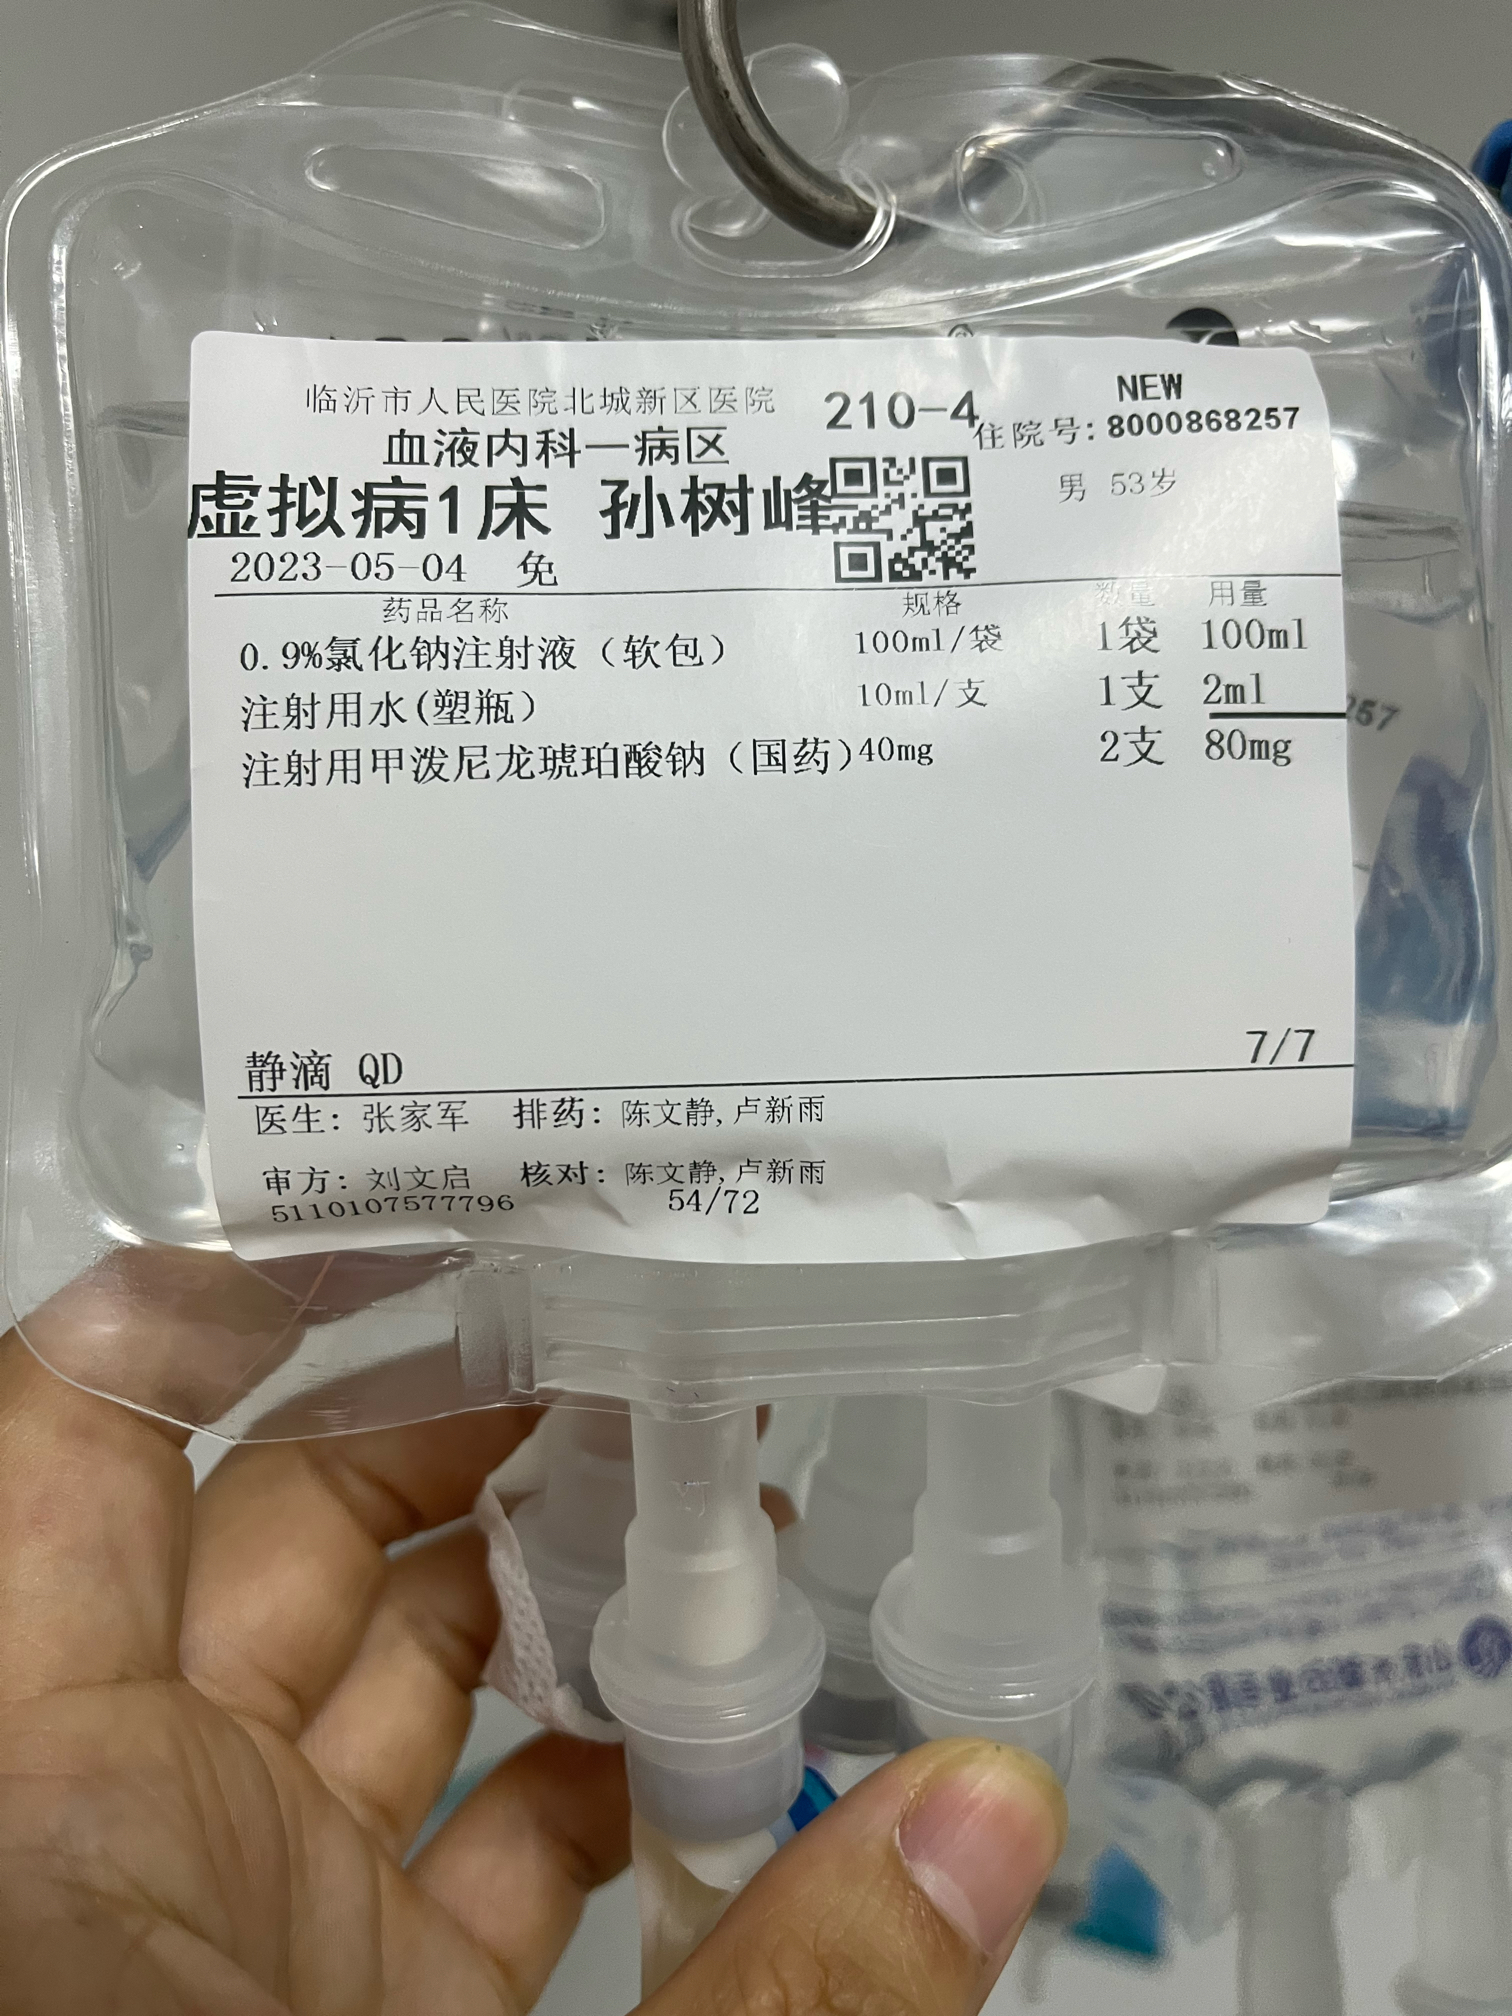 临沂市人民医院北城新区医院 210-4 NEW
血液内科一病区 住院号: 8000868257
虚拟病1床 孙树峰 男 53岁
2023-05-04 免
药品名称 规格 数量 用量
0.9%氯化钠注射液（软包） 100ml/袋 1袋 100ml
注射用水(塑瓶） 10ml/支 1支 2ml
注射用甲泼尼龙琥珀酸钠（国药)40mg 2支 80mg
静滴 QD 7/7
医生: 张家军 排药: 陈文静,卢新雨
审方: 刘文启 核对: 陈文静,卢新雨
5110107577796 54/72
257